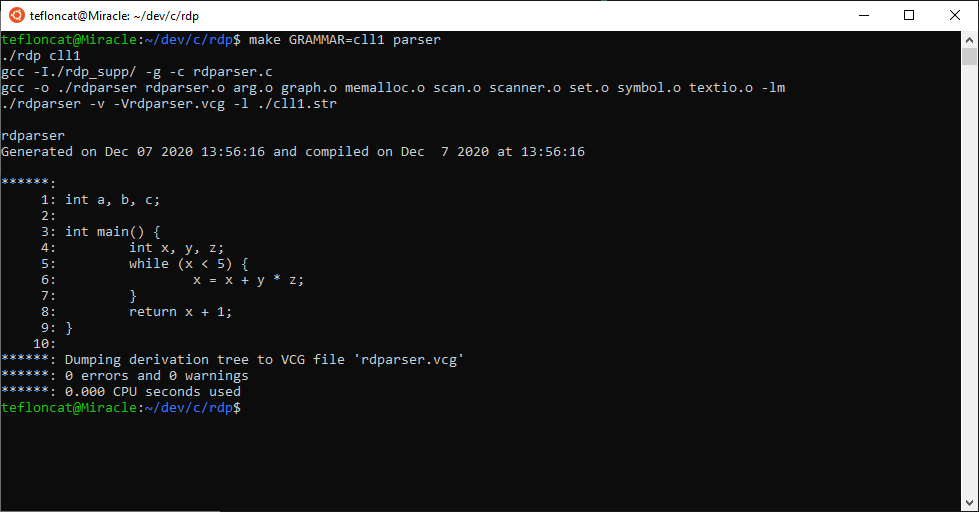 tefloncat@Miracle: ~/dev/c/rdp
tefloncat@Miracle:~/dev/c/rdp$ make GRAMMAR=cll1 parser
./rdp cll1
gcc -I./rdp_supp/ -g -c rdparser.c
gcc -o ./rdparser rdparser.o arg.o graph.o memalloc.o scan.o scanner.o set.o symbol.o textio.o -lm
./rdparser -v -Vrdparser.vcg -l ./cll1.str

rdparser
Generated on Dec 07 2020 13:56:16 and compiled on Dec  7 2020 at 13:56:16

******:
     1: int a, b, c;
     2:
     3: int main() {
     4:         int x, y, z;
     5:         while (x < 5) {
     6:                 x = x + y * z;
     7:         }
     8:         return x + 1;
     9: }
    10:
******: Dumping derivation tree to VCG file 'rdparser.vcg'
******: 0 errors and 0 warnings
******: 0.000 CPU seconds used
tefloncat@Miracle:~/dev/c/rdp$